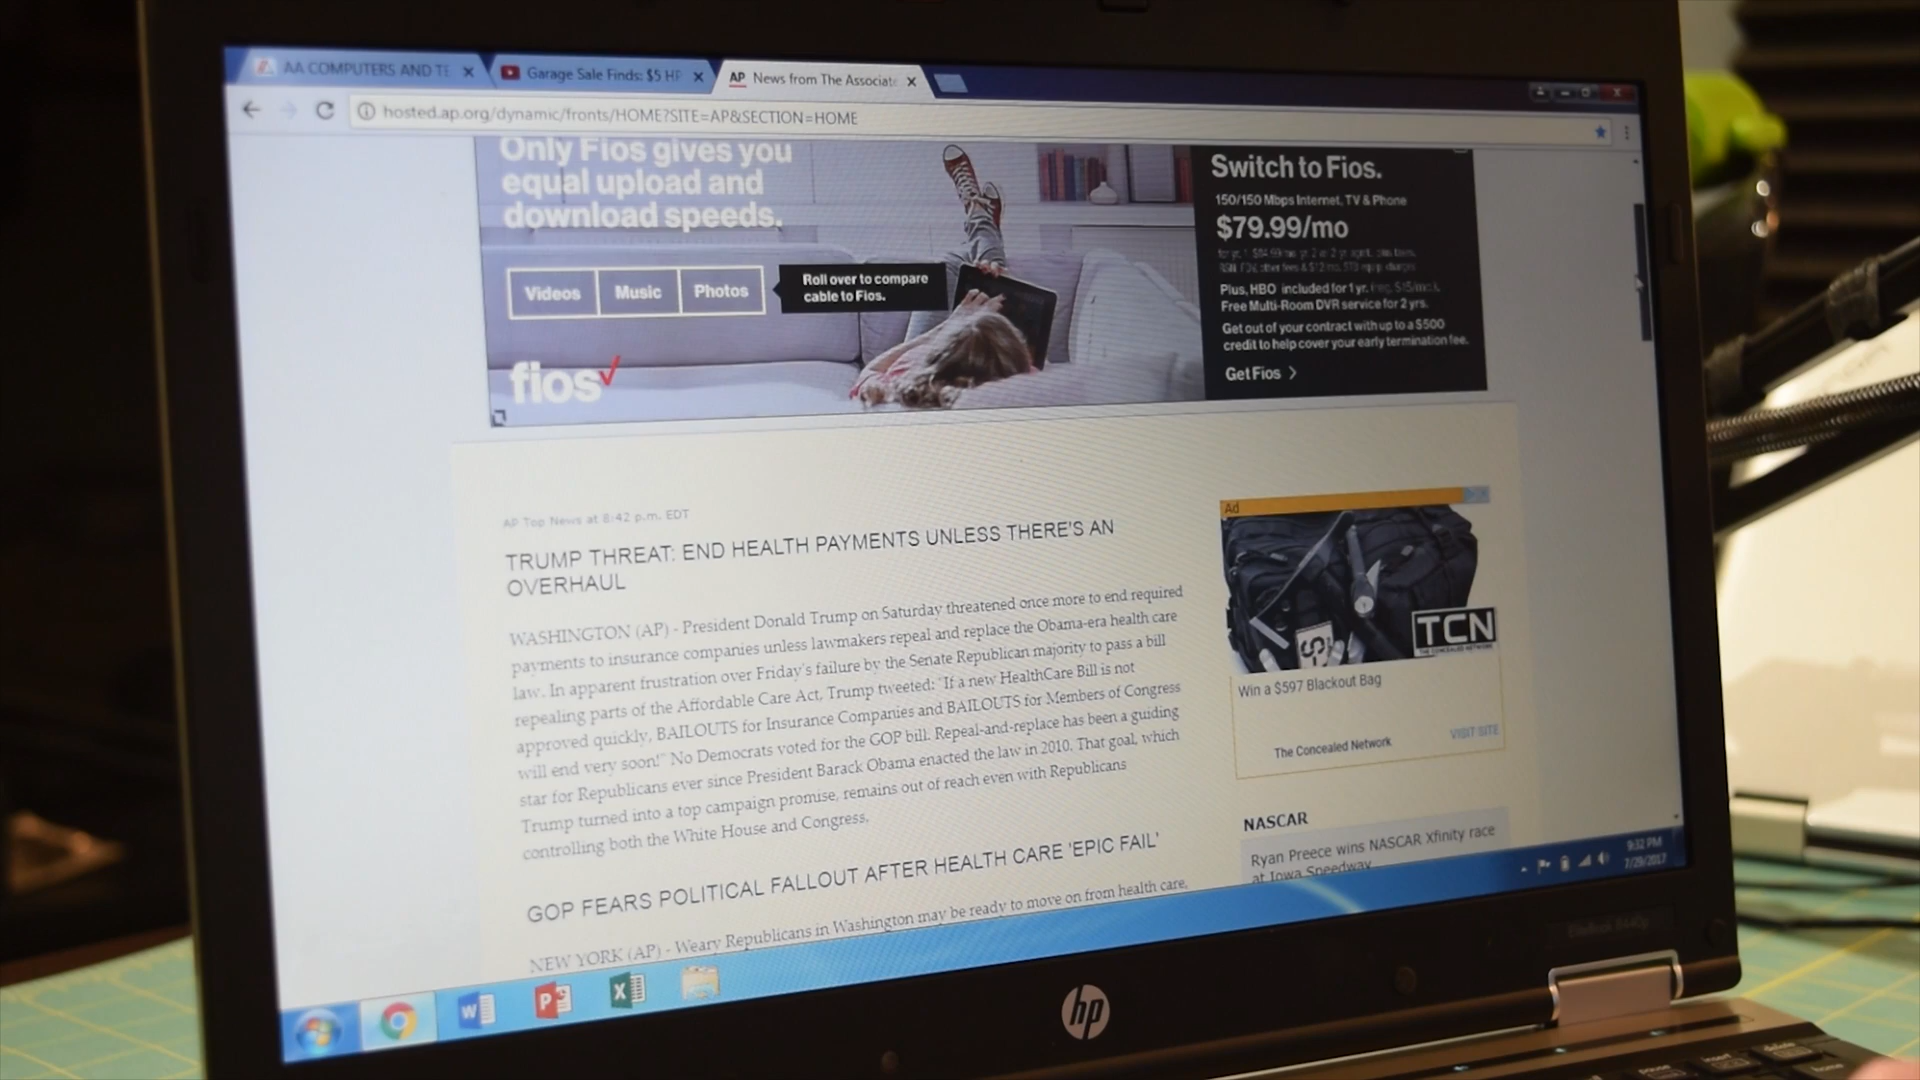 AA COMPUTERS AND TE
Garage Sale Finds: $5 HP
AP News from The Associate
hosted.ap.org/dynamic/fronts/HOME?SITE=AP&SECTION=HOME
Only Fios gives you
equal upload and
download speeds.
Videos
Music
Photos
Roll over to compare
cable to Fios.
fios
Switch to Fios.
150/150 Mbps Internet, TV & Phone
$79.99/mo
Plus, HBO included for 1 yr.
Free Multi-Room DVR service for 2 yrs.
Get out of your contract with up to a $500
credit to help cover your early termination fee.
Get Fios >
AP Top News at 8:42 p.m. EDT
TRUMP THREAT: END HEALTH PAYMENTS UNLESS THERE'S AN
OVERHAUL
WASHINGTON (AP) - President Donald Trump on Saturday threatened once more to end required
payments to insurance companies unless lawmakers repeal and replace the Obama-era health care
law. In apparent frustration over Friday's failure by the Senate Republican majority to pass a bill
repealing parts of the Affordable Care Act, Trump tweeted: "If a new HealthCare Bill is not
approved quickly, BAILOUTS for Insurance Companies and BAILOUTS for Members of Congress
will end very soon!" No Democrats voted for the GOP bill. Repeal-and-replace has been a guiding
star for Republicans ever since President Barack Obama enacted the law in 2010. That goal, which
Trump turned into a top campaign promise, remains out of reach even with Republicans
controlling both the White House and Congress.
GOP FEARS POLITICAL FALLOUT AFTER HEALTH CARE 'EPIC FAIL'
NEW YORK (AP) - Weary Republicans in Washington may be ready to move on from health care,
Ad
TCN
THE CONCEALED NETWORK
Win a $597 Blackout Bag
The Concealed Network
VISIT SITE
NASCAR
Ryan Preece wins NASCAR Xfinity race
at Iowa Speedway
9:32 PM
7/29/2017
hp
EliteBook 8440p
pause
insert
delete
home